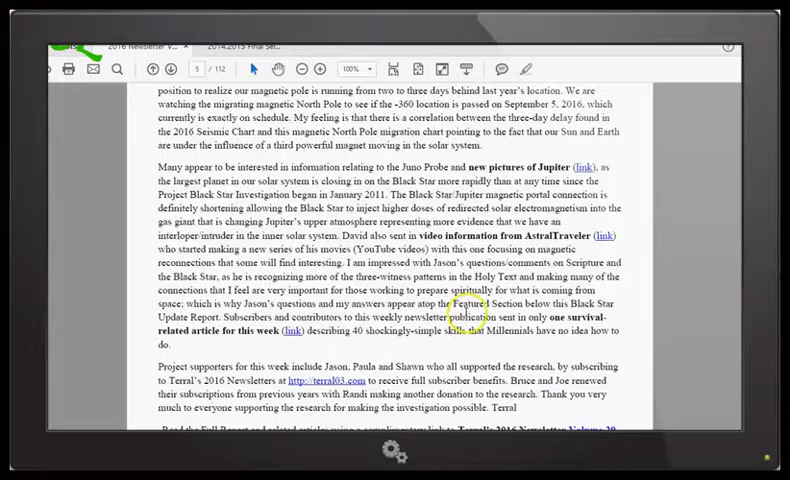 2016 Newsletter V... × 2014.2015 Final Sel...
5 / 112 100%
position to realize our magnetic pole is running from two to three days behind last year's location. We are
watching the migrating magnetic North Pole to see if the -360 location is passed on September 5, 2016, which
currently is exactly on schedule. My feeling is that there is a correlation between the three-day delay found in
the 2016 Seismic Chart and this magnetic North Pole migration chart pointing to the fact that our Sun and Earth
are under the influence of a third powerful magnet moving in the solar system.
Many appear to be interested in information relating to the Juno Probe and new pictures of Jupiter (link), as
the largest planet in our solar system is closing in on the Black Star more rapidly than at any time since the
Project Black Star Investigation began in January 2011. The Black Star/Jupiter magnetic portal connection is
definitely shortening allowing the Black Star to inject higher doses of redirected solar electromagnetism into the
gas giant that is changing Jupiter's upper atmosphere representing more evidence that we have an
interloper/intruder in the inner solar system. David also sent in video information from AstralTraveler (link)
who started making a new series of his movies (YouTube videos) with this one focusing on magnetic
reconnections that some will find interesting. I am impressed with Jason's questions/comments on Scripture and
the Black Star, as he is recognizing more of the three-witness patterns in the Holy Text and making many of the
connections that I feel are very important for those working to prepare spiritually for what is coming from
space; which is why Jason's questions and my answers appear atop the Featured Section below this Black Star
Update Report. Subscribers and contributors to this weekly newsletter publication sent in only one survival-
related article for this week (link) describing 40 shockingly-simple skills that Millennials have no idea how to
do.
Project supporters for this week include Jason, Paula and Shawn who all supported the research, by subscribing
to Terral's 2016 Newsletters at http://terral03.com to receive full subscriber benefits. Bruce and Joe renewed
their subscriptions from previous years with Randi making another donation to the research. Thank you very
much to everyone supporting the research for making the investigation possible. Terral
Read the Full Report and related articles using a complimentary link to Terral's 2016 Newsletter Volume 20